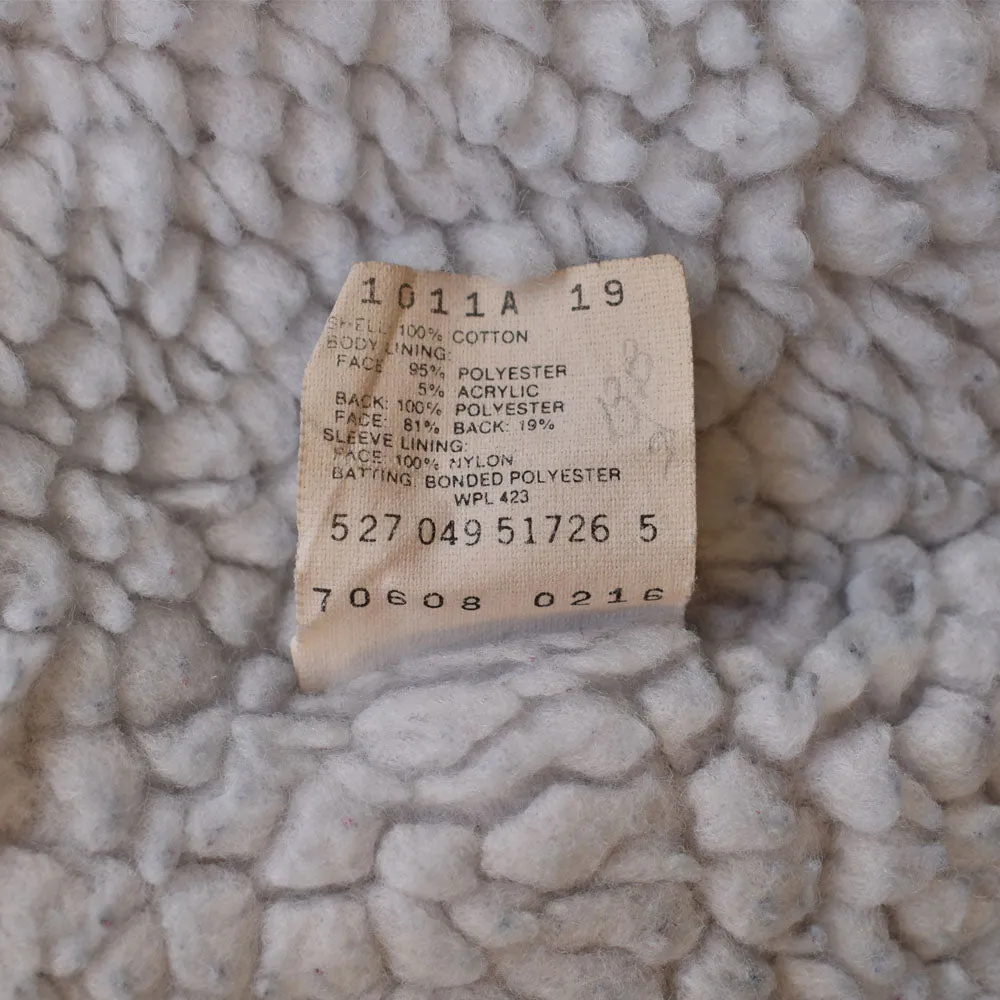 1011A 19
SHELL: 100% COTTON
BODY LINING:
FACE 95% POLYESTER
5% ACRYLIC
BACK: 100% POLYESTER
FACE: 81% BACK: 19%
SLEEVE LINING:
FACE: 100% NYLON
BATTING: BONDED POLYESTER
WPL 423
527 049 51726 5
70608 0216